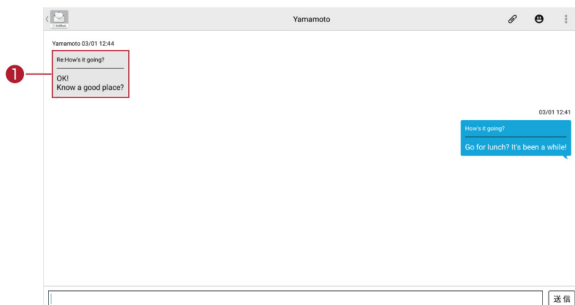 Yamamoto
Yamamoto 03/01 12:44
Re:How's it going?
1
OK!
Know a good place?
03/01 12:41
How's it going?
Go for lunch? It's been a while!
送信